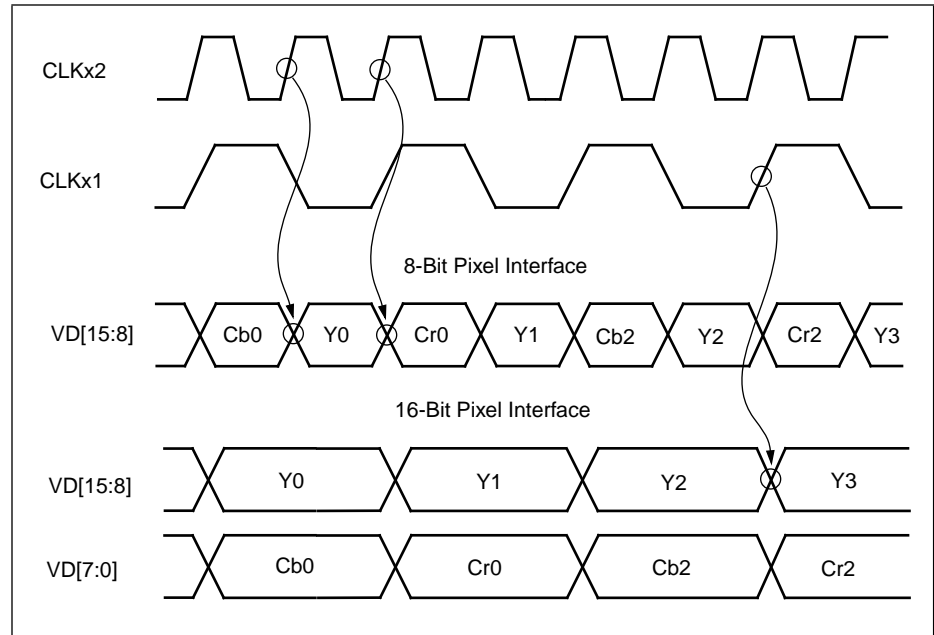 CLKx2
CLKx1
8-Bit Pixel Interface
VD[15:8] Cb0 Y0 Cr0 Y1 Cb2 Y2 Cr2 Y3
16-Bit Pixel Interface
VD[15:8] Y0 Y1 Y2 Y3
VD[7:0] Cb0 Cr0 Cb2 Cr2